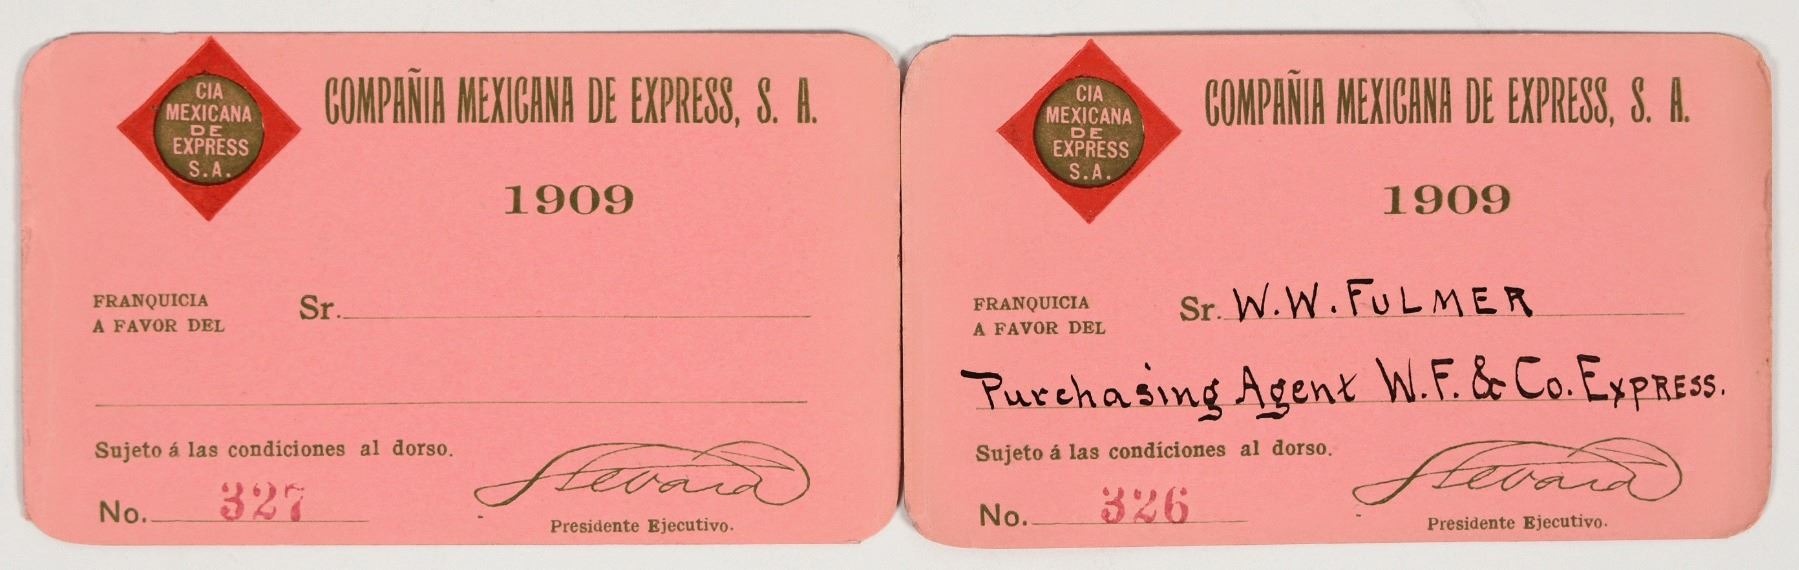 CIA
MEXICANA
DE
EXPRESS
S.A.
COMPAÑIA MEXICANA DE EXPRESS, S. A.
1909
FRANQUICIA
A FAVOR DEL
Sr.
Sujeto á las condiciones al dorso.
No. 327
Presidente Ejecutivo.
CIA
MEXICANA
DE
EXPRESS
S.A.
COMPAÑIA MEXICANA DE EXPRESS, S. A.
1909
FRANQUICIA
A FAVOR DEL
Sr. W. W. FULMER
Purchasing Agent W. F. & Co. EXPRESS.
Sujeto á las condiciones al dorso.
No. 326
Presidente Ejecutivo.